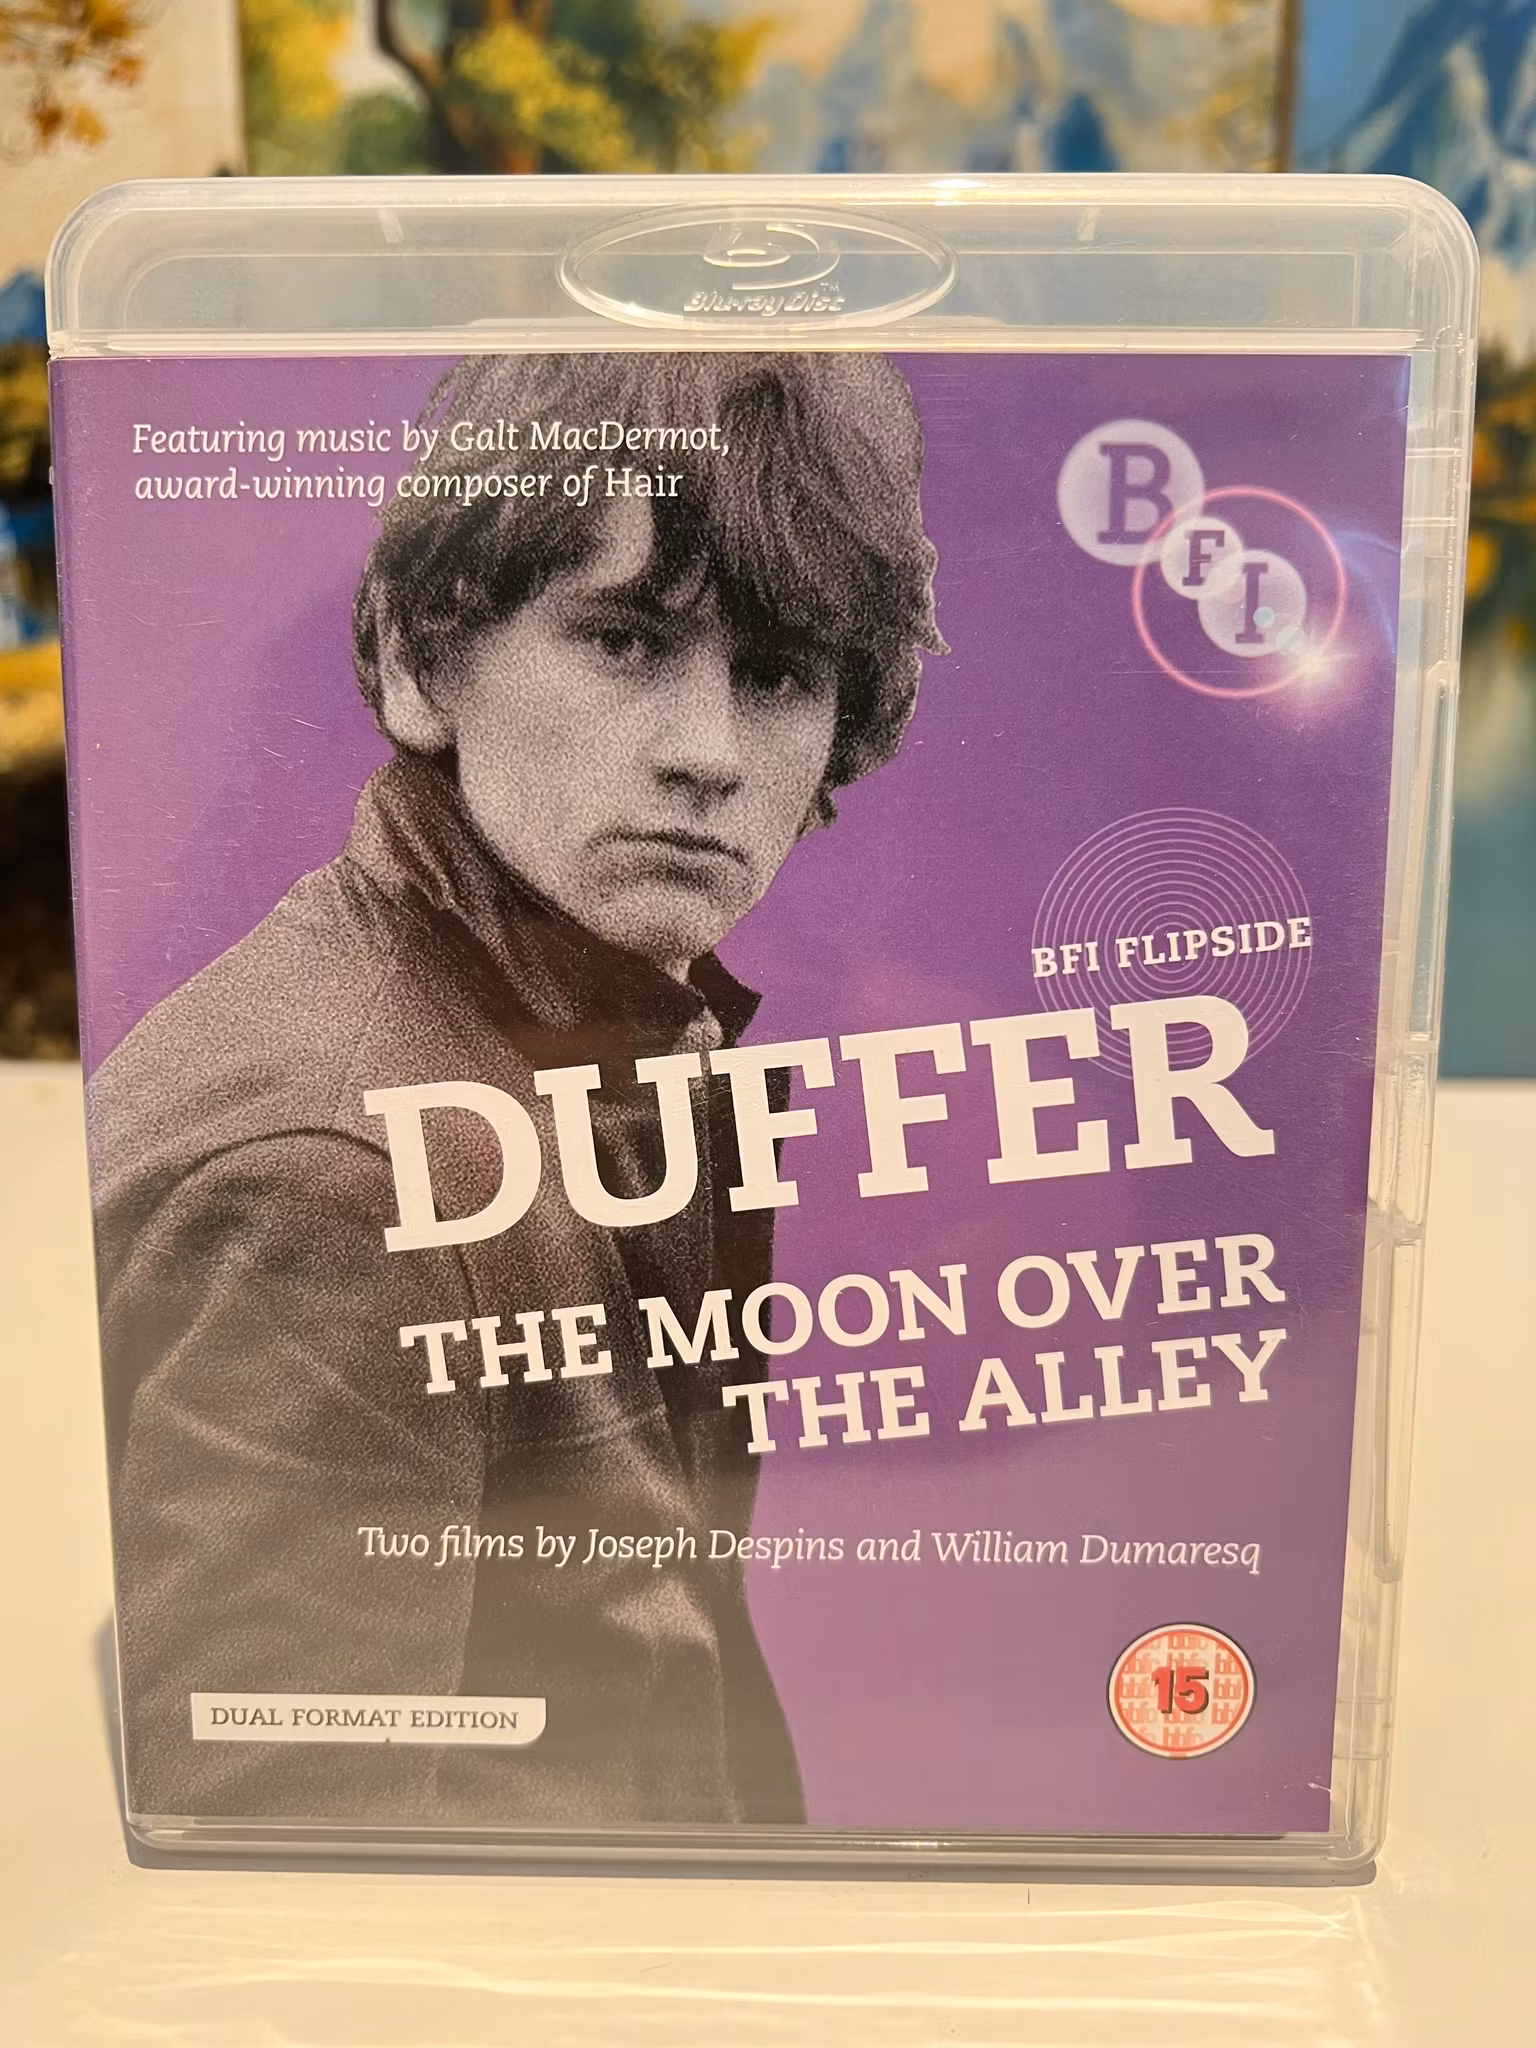 Blu-ray Disc™
Featuring music by Galt MacDermot,
award-winning composer of Hair
BFI
BFI FLIPSIDE
DUFFER
THE MOON OVER
THE ALLEY
Two films by Joseph Despins and William Dumaresq
DUAL FORMAT EDITION
15